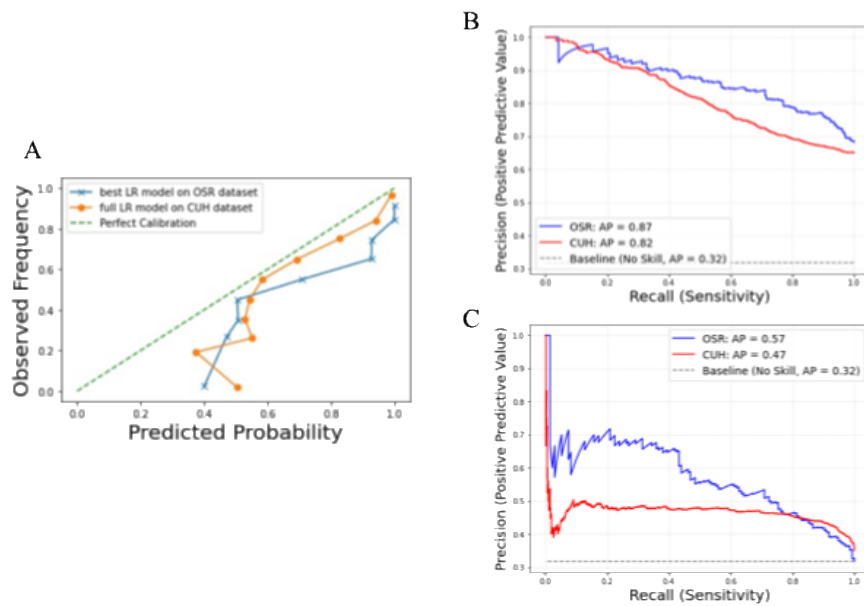 A
1.0
0.8
0.6
0.4
0.2
0.0
Observed Frequency
best LR model on OSR dataset
full LR model on CUH dataset
Perfect Calibration
0.0
0.4
0.6
0.8
1.0
Predicted Probability
B
1.0
0.9
0.8
0.7
0.6
0.5
0.4
0.3
Precision (Positive Predictive Value)
OSR: AP = 0.87
CUH: AP = 0.82
Baseline (No Skill, AP = 0.32)
0.0
0.2
0.4
0.6
0.8
1.0
Recall (Sensitivity)
C
1.0
0.9
0.8
0.7
0.6
0.5
0.4
0.3
Precision (Positive Predictive Value)
OSR: AP = 0.57
CUH: AP = 0.47
Baseline (No Skill, AP = 0.32)
0.0
0.2
0.4
0.6
0.8
1.0
Recall (Sensitivity)